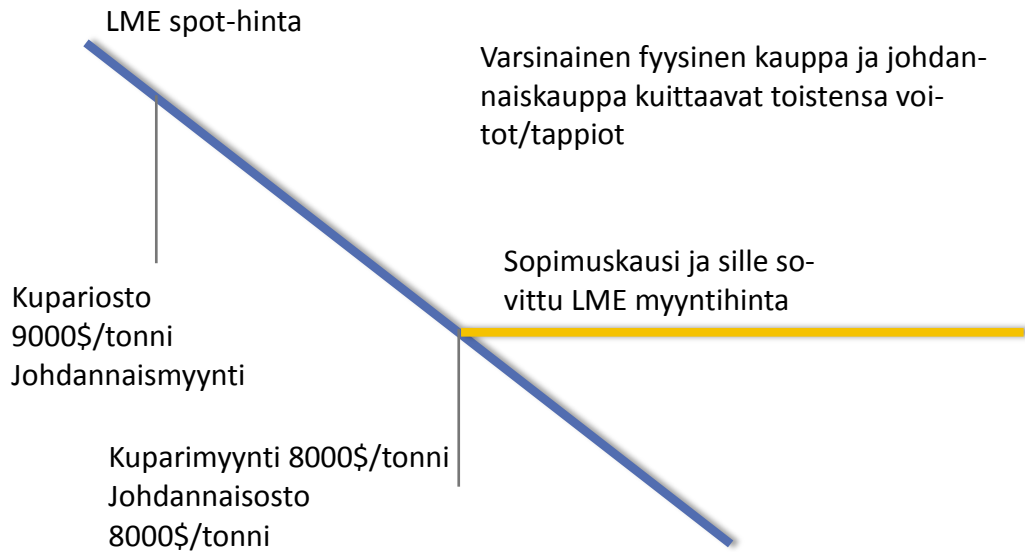 LME spot-hinta
Varsinainen fyysinen kauppa ja johdan-
naiskauppa kuittaavat toistensa voi-
tot/tappiot
Sopimuskausi ja sille so-
vittu LME myyntihinta
Kupariosto
9000$/tonni
Johdannaismyynti
Kuparimyynti 8000$/tonni
Johdannaisosto
8000$/tonni